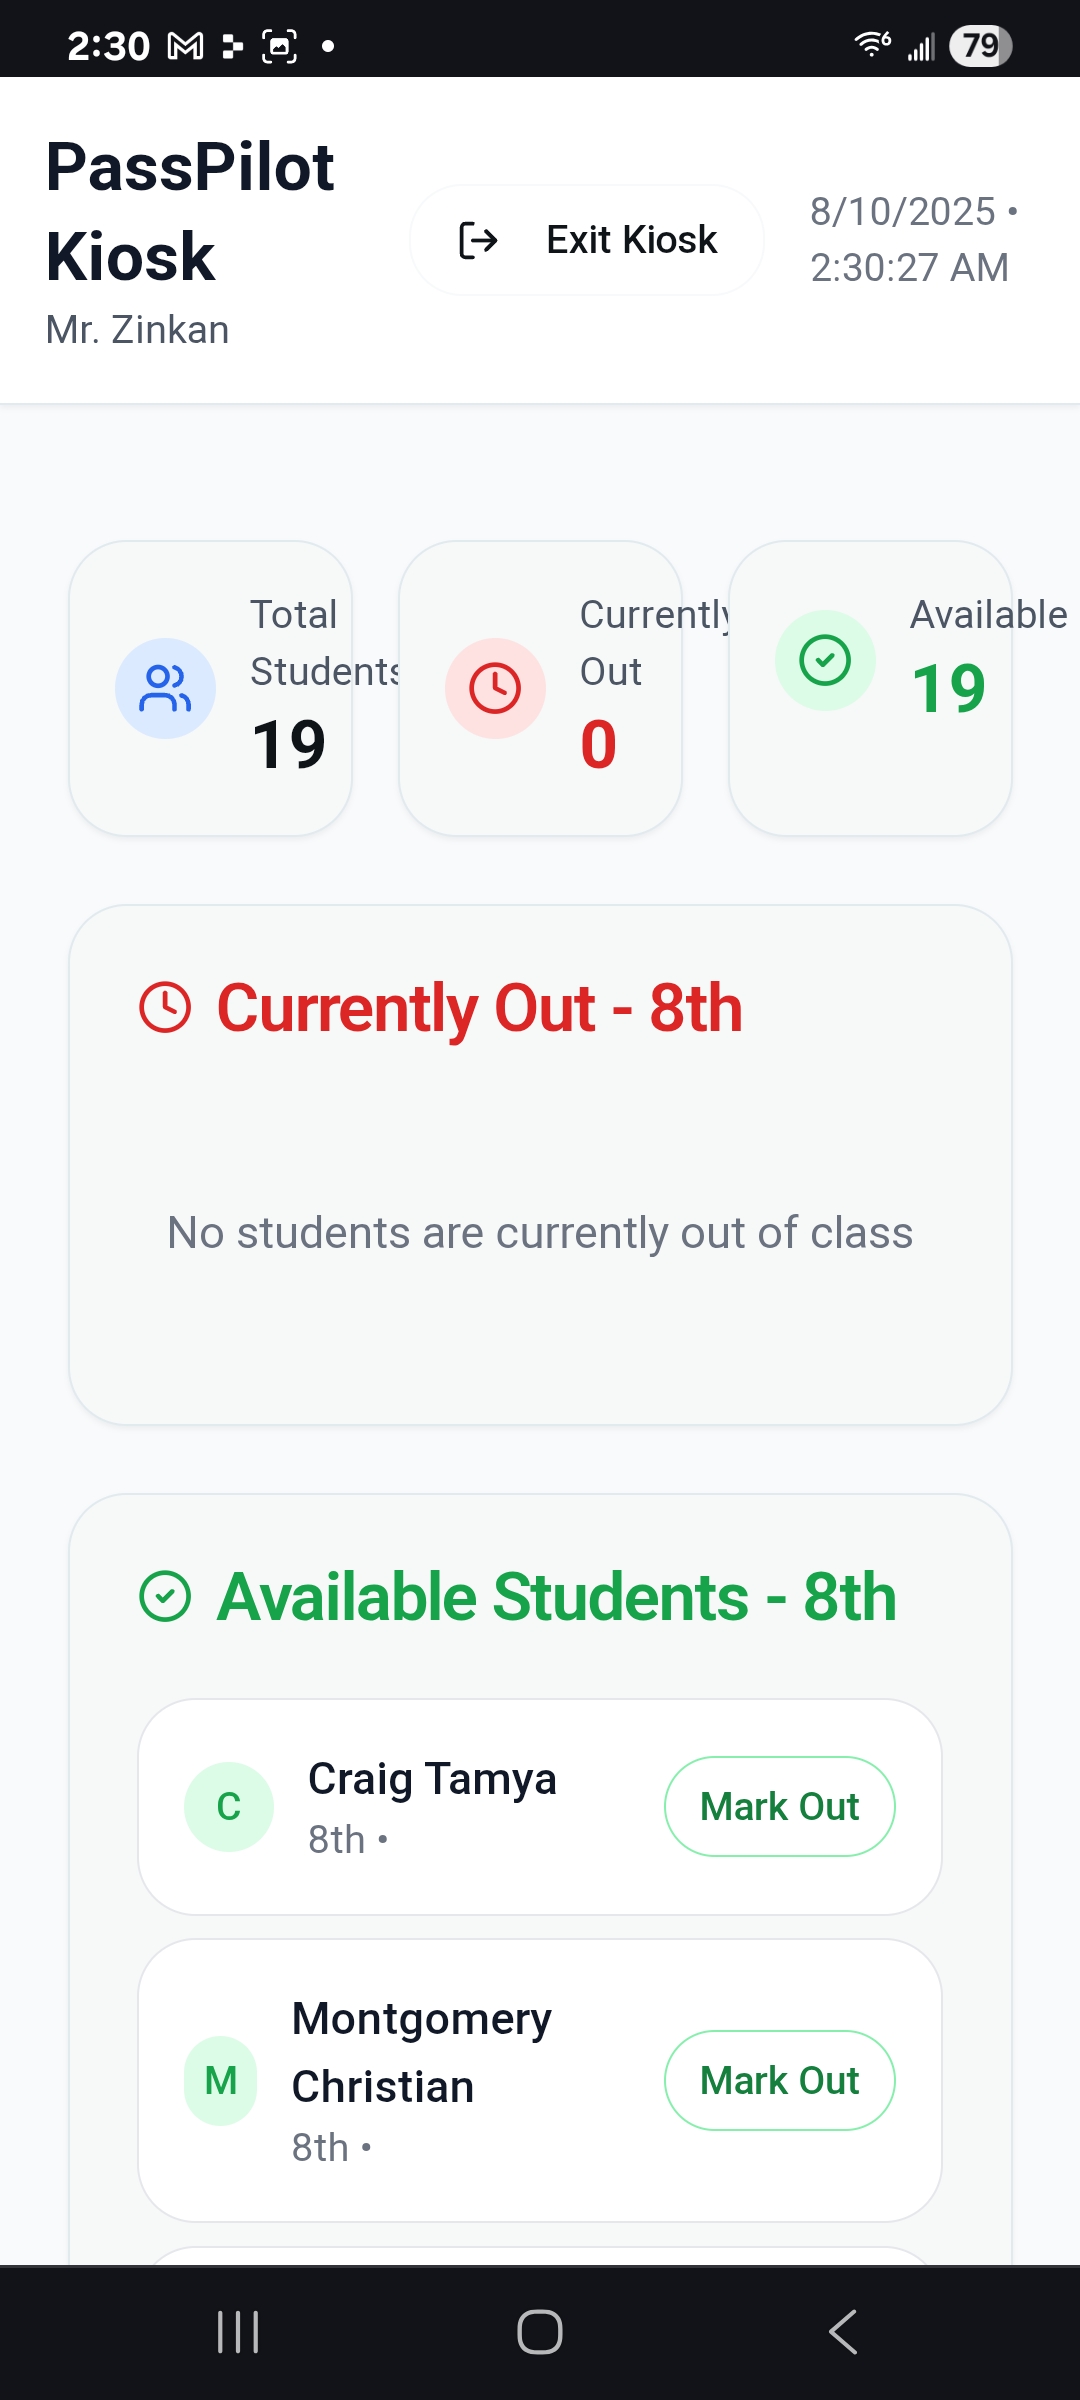 2:30
6
79
PassPilot
Kiosk
Mr. Zinkan
Exit Kiosk
8/10/2025 •
2:30:27 AM
Total
Students
19
Currently
Out
0
Available
19
Currently Out - 8th
No students are currently out of class
Available Students - 8th
C
Craig Tamya
8th •
Mark Out
M
Montgomery
Christian
8th •
Mark Out